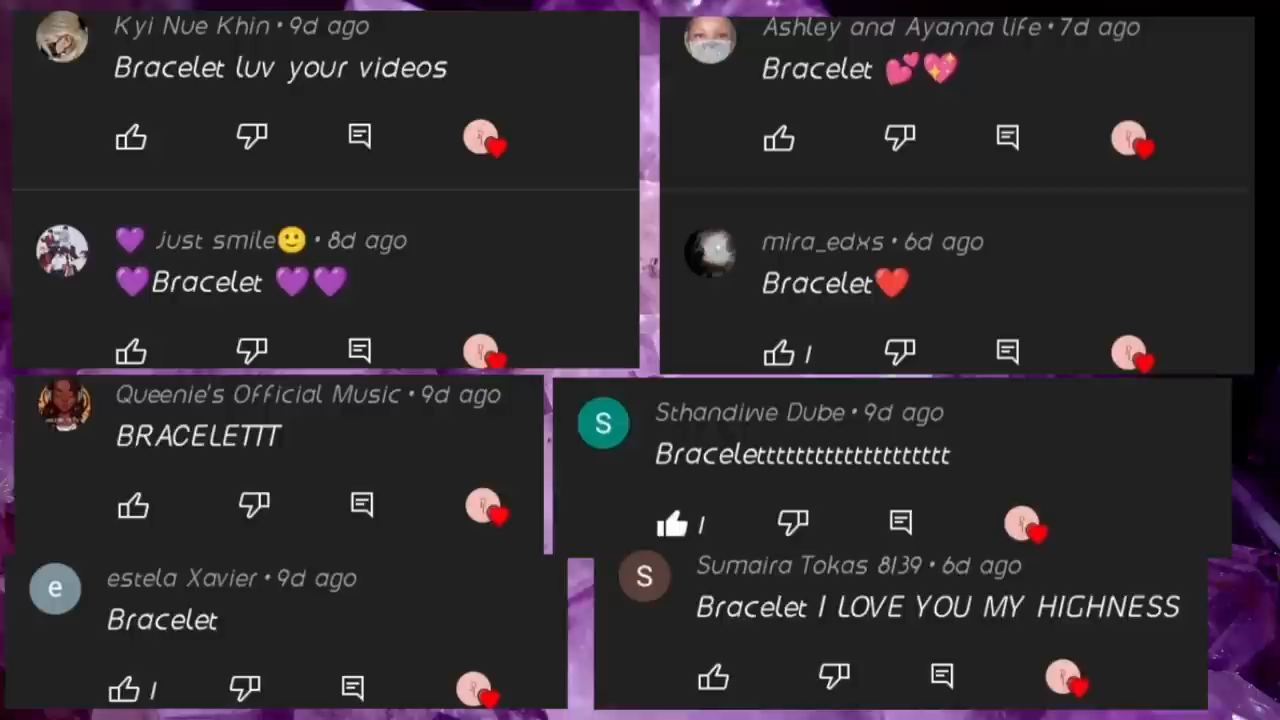 Kyi Nue Khin • 9d ago
Bracelet luv your videos
💜 just smile🙂 • 8d ago
💜Bracelet 💜💜
Ashley and Ayanna life • 7d ago
Bracelet 💕💖
mira_edxs • 6d ago
Bracelet❤️
1
Queenie's Official Music • 9d ago
BRACELETTT
S
Sthandiwe Dube • 9d ago
Bracelettttttttttttttttttttt
1
e
estela Xavier • 9d ago
Bracelet
1
S
Sumaira Tokas 8139 • 6d ago
Bracelet I LOVE YOU MY HIGHNESS